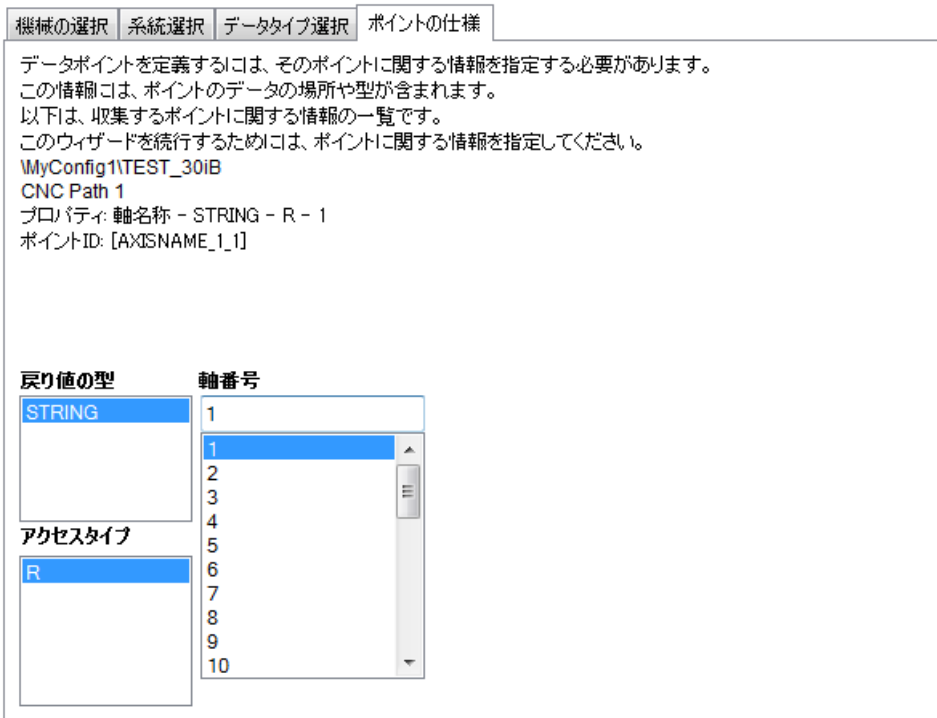 機械の選択 系統選択 データタイプ選択 ポイントの仕様
データポイントを定義するには、そのポイントに関する情報を指定する必要があります。
この情報には、ポイントのデータの場所や型が含まれます。
以下は、収集するポイントに関する情報の一覧です。
このウィザードを続行するためには、ポイントに関する情報を指定してください。
\MyConfig1\TEST_30iB
CNC Path 1
プロパティ: 軸名称 - STRING - R - 1
ポイントID: [AXISNAME_1_1]
戻り値の型 軸番号
STRING 1
1
2
3
4
アクセスタイプ
5
R 6
7
8
9
10